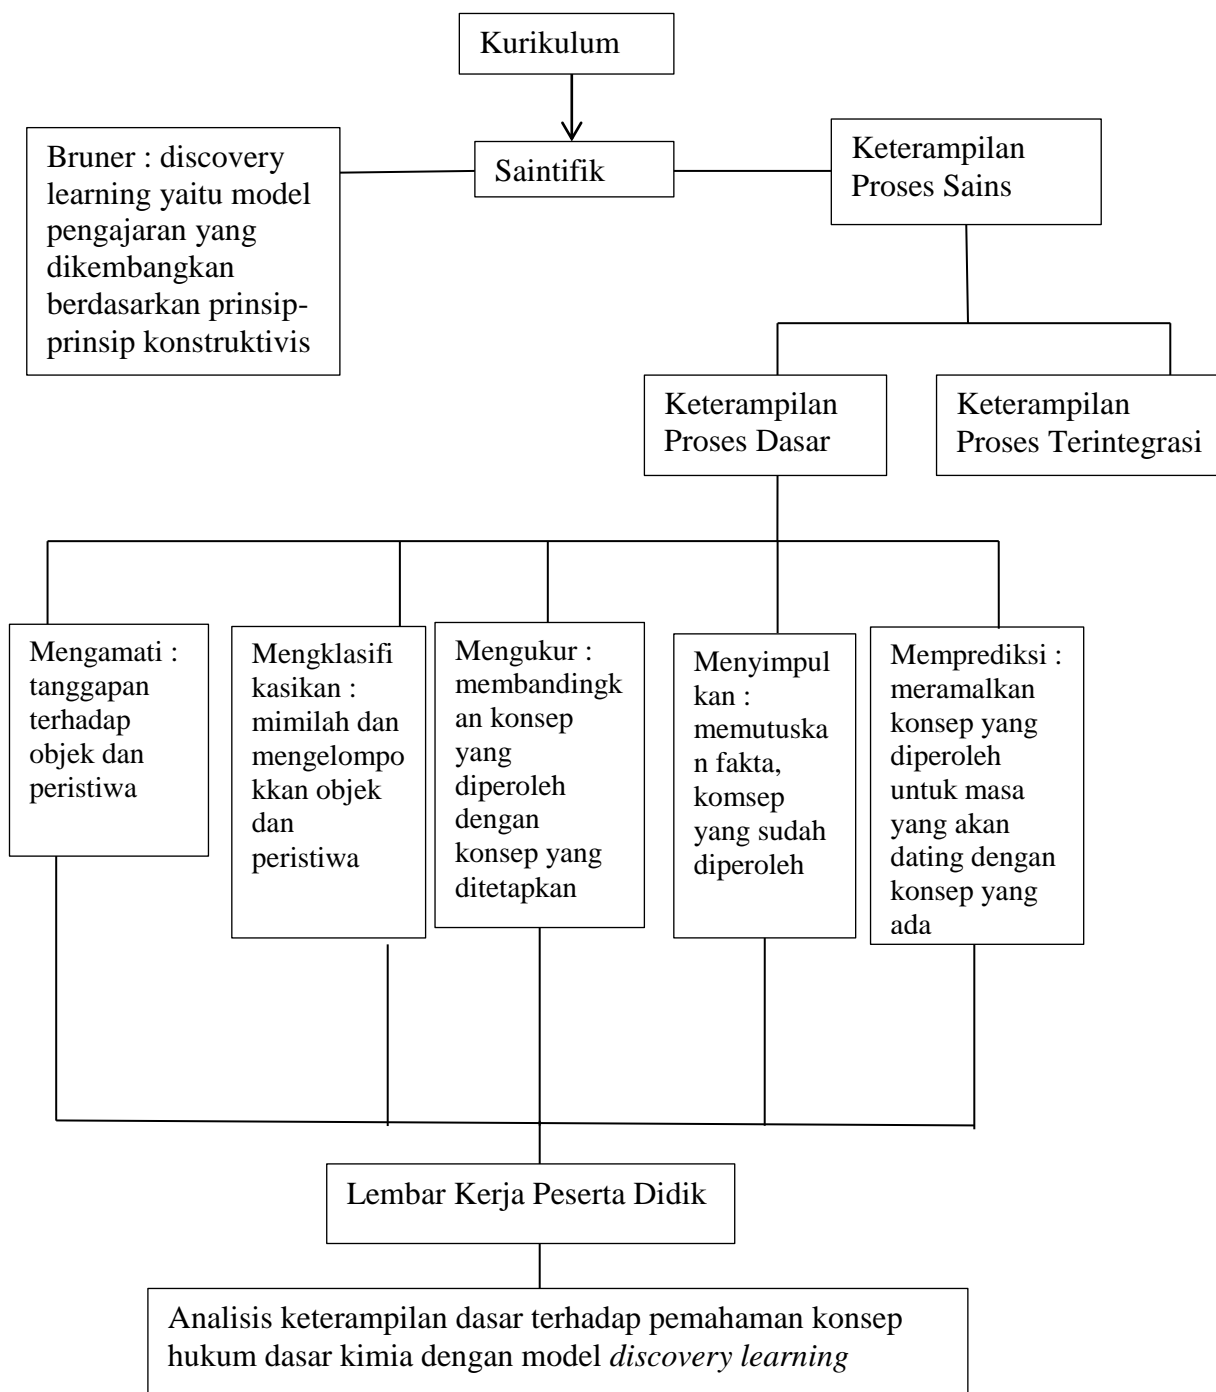 Kurikulum
Bruner : discovery
learning yaitu model
pengajaran yang
dikembangkan
berdasarkan prinsip-
prinsip konstruktivis
Saintifik
Keterampilan
Proses Sains
Keterampilan
Proses Dasar
Keterampilan
Proses Terintegrasi
Mengamati :
tanggapan
terhadap
objek dan
peristiwa
Mengklasifi
kasikan :
mimilah dan
mengelompo
kkan objek
dan
peristiwa
Mengukur :
membandingk
an konsep
yang
diperoleh
dengan
konsep yang
ditetapkan
Menyimpul
kan :
memutuska
n fakta,
komsep
yang sudah
diperoleh
Memprediksi :
meramalkan
konsep yang
diperoleh
untuk masa
yang akan
dating dengan
konsep yang
ada
Lembar Kerja Peserta Didik
Analisis keterampilan dasar terhadap pemahaman konsep
hukum dasar kimia dengan model discovery learning